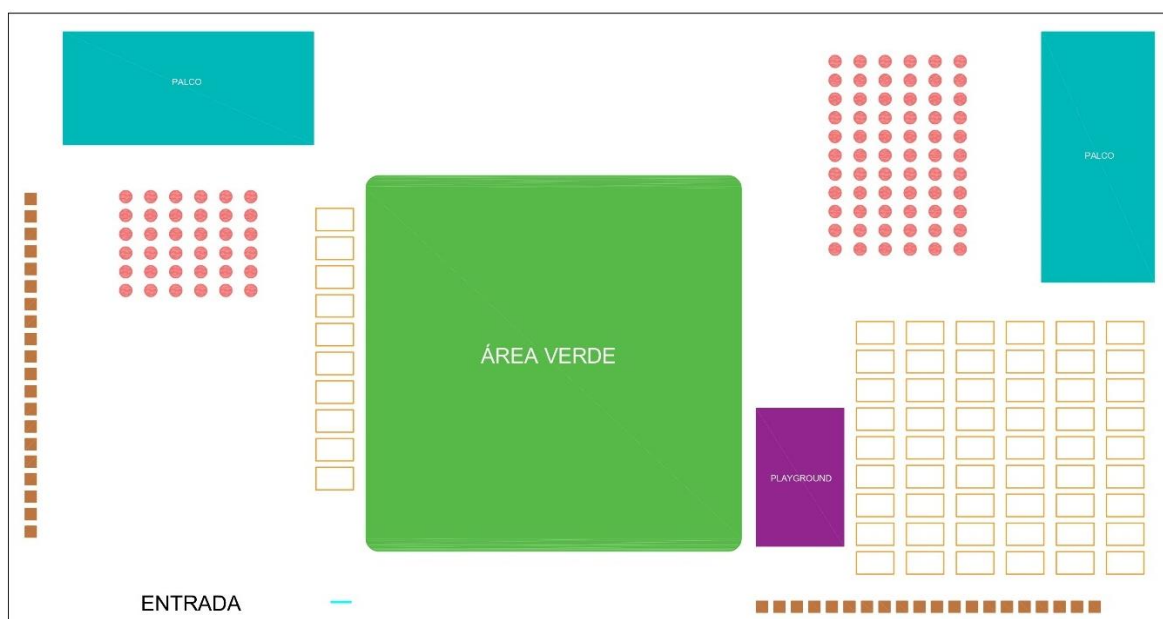 PALCO
PALCO
ÁREA VERDE
PLAYGROUND
ENTRADA